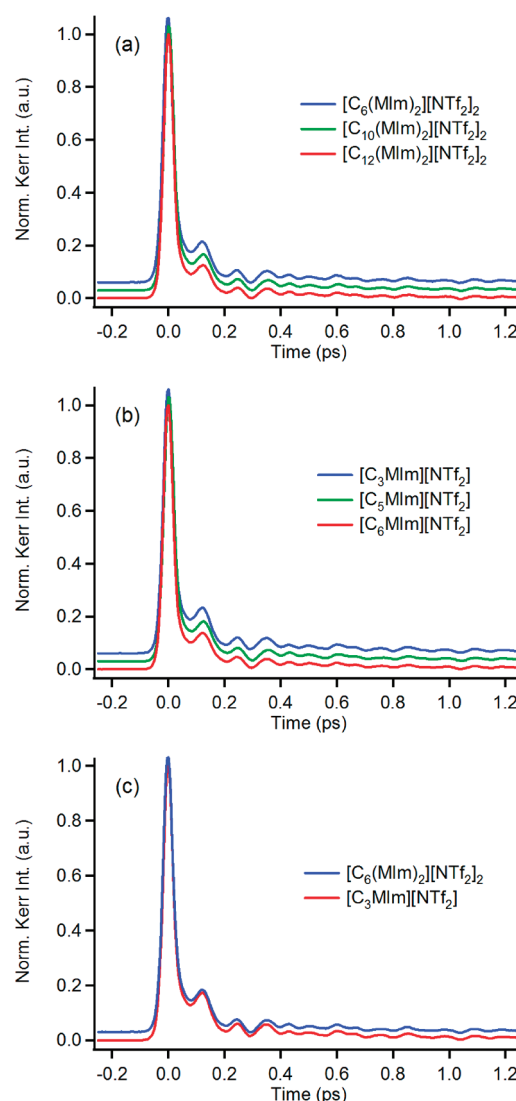 (a)
Norm. Kerr Int. (a.u.)
1.0
0.8
0.6
0.4
0.2
0.0
[C₆(MIm)₂][NTf₂]₂
[C₁₀(MIm)₂][NTf₂]₂
[C₁₂(MIm)₂][NTf₂]₂
-0.2 0.0 0.2 0.4 0.6 0.8 1.0 1.2
Time (ps)
(b)
Norm. Kerr Int. (a.u.)
1.0
0.8
0.6
0.4
0.2
0.0
[C₃MIm][NTf₂]
[C₅MIm][NTf₂]
[C₆MIm][NTf₂]
-0.2 0.0 0.2 0.4 0.6 0.8 1.0 1.2
Time (ps)
(c)
Norm. Kerr Int. (a.u.)
1.0
0.8
0.6
0.4
0.2
0.0
[C₆(MIm)₂][NTf₂]₂
[C₃MIm][NTf₂]
-0.2 0.0 0.2 0.4 0.6 0.8 1.0 1.2
Time (ps)